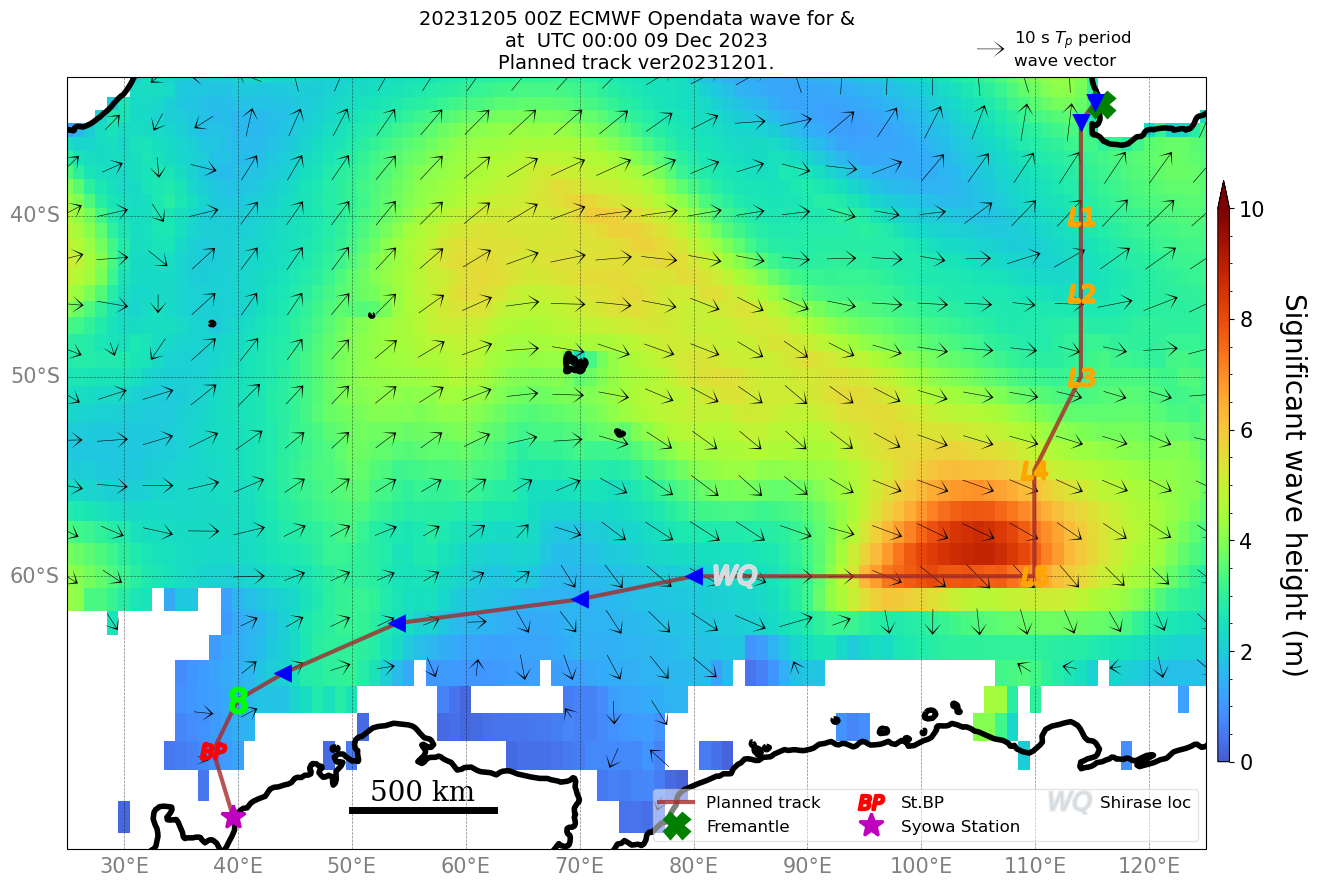 20231205 00Z ECMWF Opendata wave for &
at  UTC 00:00 09 Dec 2023
Planned track ver20231201.
10 s Tp period
wave vector
40°S
50°S
60°S
L1
L2
L3
L4
L5
WQ
8
BP
500 km
10
8
6
4
2
0
Significant wave height (m)
Planned track
Fremantle
BP St.BP
Syowa Station
WQ Shirase loc
30°E 40°E 50°E 60°E 70°E 80°E 90°E 100°E 110°E 120°E